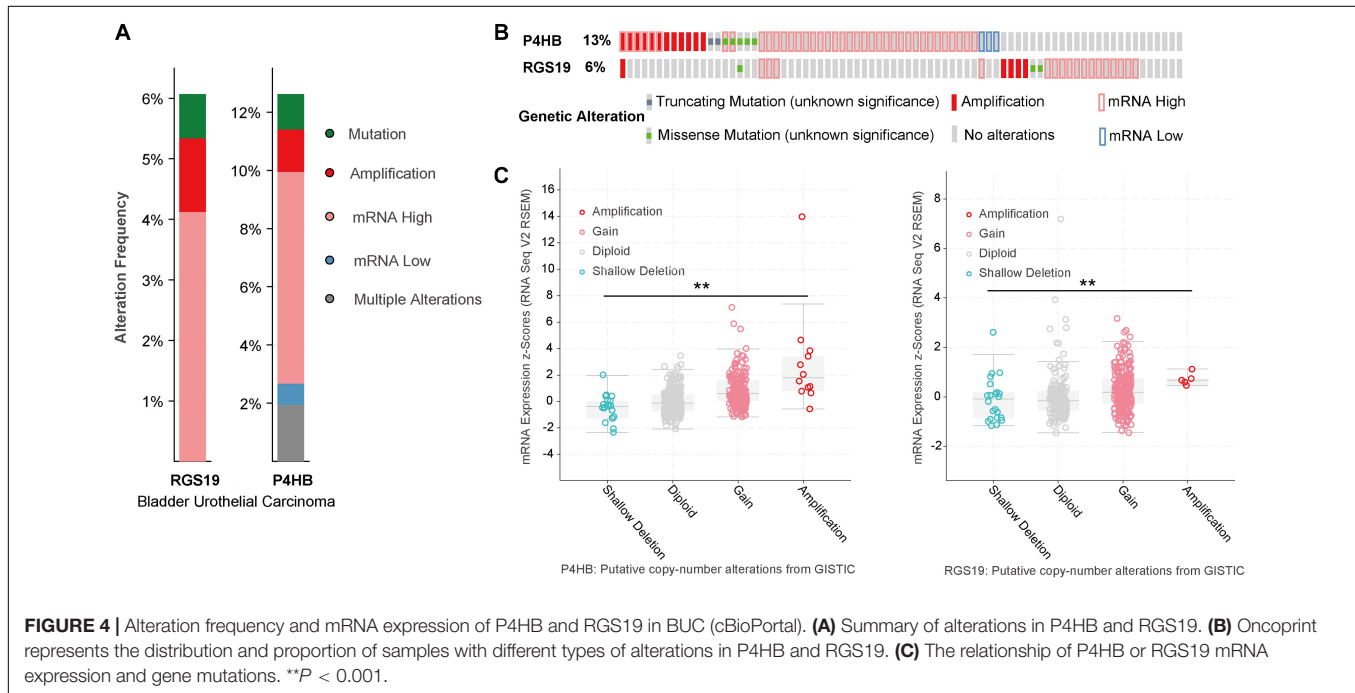 A
6%
5%
4%
3%
2%
1%
Alteration Frequency
12%
10%
8%
6%
4%
2%
Mutation
Amplification
mRNA High
mRNA Low
Multiple Alterations
RGS19 P4HB
Bladder Urothelial Carcinoma
B
P4HB 13%
RGS19 6%
Genetic Alteration
Truncating Mutation (unknown significance) Amplification mRNA High
Missense Mutation (unknown significance) No alterations mRNA Low
C
mRNA Expression z-Scores (RNA Seq V2 RSEM)
16
14
12
10
8
6
4
2
0
-2
-4
Amplification
Gain
Diploid
Shallow Deletion
**
Shallow Deletion
Diploid
Gain
Amplification
P4HB: Putative copy-number alterations from GISTIC
mRNA Expression z-Scores (RNA Seq V2 RSEM)
8
6
4
2
0
-2
Amplification
Gain
Diploid
Shallow Deletion
**
Shallow Deletion
Diploid
Gain
Amplification
RGS19: Putative copy-number alterations from GISTIC
FIGURE 4 | Alteration frequency and mRNA expression of P4HB and RGS19 in BUC (cBioPortal). (A) Summary of alterations in P4HB and RGS19. (B) Oncoprint
represents the distribution and proportion of samples with different types of alterations in P4HB and RGS19. (C) The relationship of P4HB or RGS19 mRNA
expression and gene mutations. **P < 0.001.